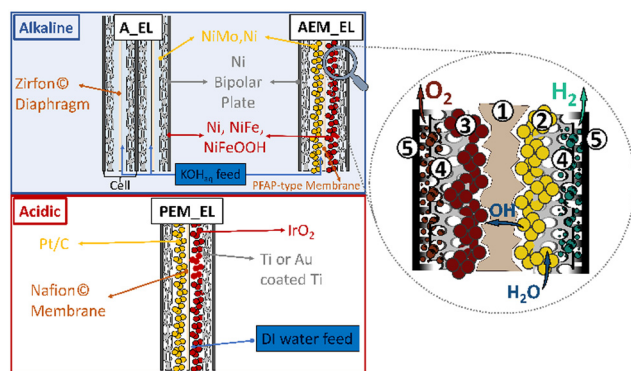 Alkaline
A_EL
AEM_EL
NiMo,Ni
Zirfon©
Diaphragm
Ni
Bipolar
Plate
Ni, NiFe,
NiFeOOH
Cell
KOHaq feed
PFAP-type Membrane
Acidic
PEM_EL
Pt/C
IrO₂
Ti or Au
coated Ti
Nafion©
Membrane
DI water feed
O₂
H₂
1
3
2
5
5
4
4
OH
H₂O